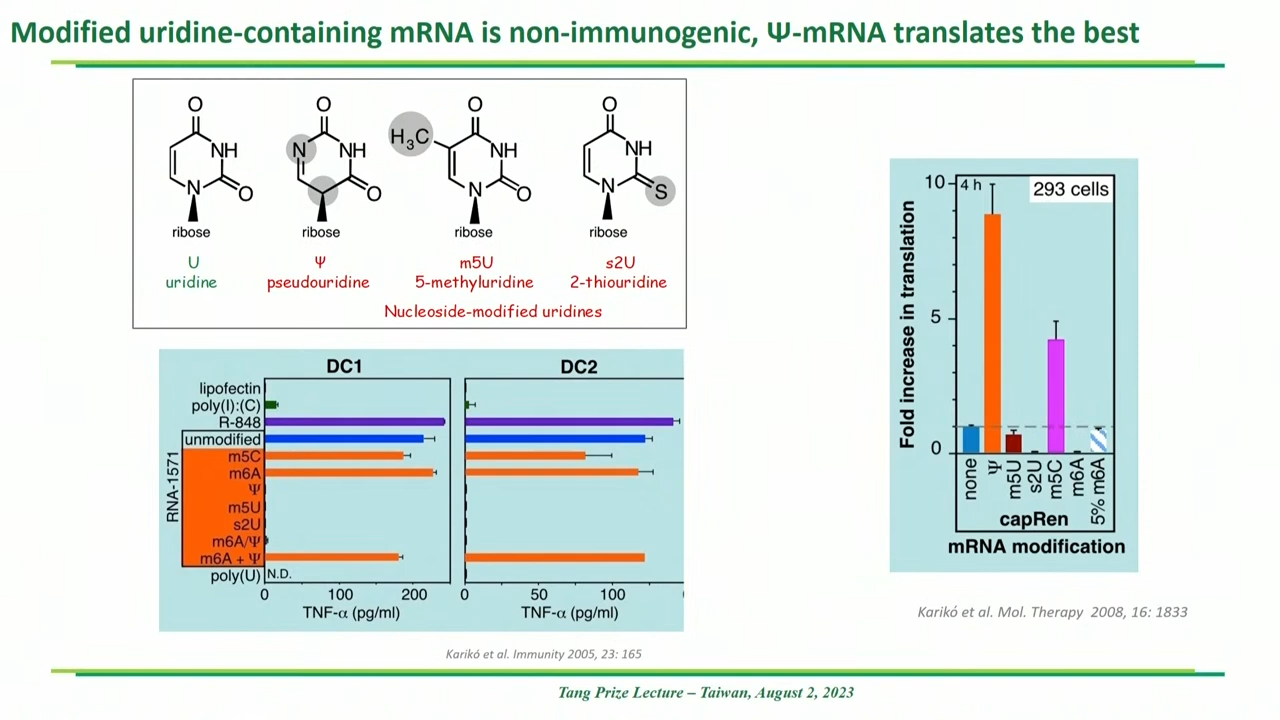 Modified uridine-containing mRNA is non-immunogenic, Ψ-mRNA translates the best
O
NH
N
O
ribose
U
uridine
O
N
NH
O
ribose
Ψ
pseudouridine
H3C
O
NH
N
O
ribose
m5U
5-methyluridine
O
NH
N
S
ribose
s2U
2-thiouridine
Nucleoside-modified uridines
DC1
DC2
lipofectin
poly(I):(C)
R-848
RNA-1571
unmodified
m5C
m6A
Ψ
m5U
s2U
m6A/Ψ
m6A + Ψ
poly(U)
N.D.
0 100 200
TNF-α (pg/ml)
0 50 100
TNF-α (pg/ml)
Karikó et al. Immunity 2005, 23: 165
Fold increase in translation
10
5
0
4 h
293 cells
none
Ψ
m5U
s2U
m5C
m6A
5% m6A
capRen
mRNA modification
Karikó et al. Mol. Therapy 2008, 16: 1833
Tang Prize Lecture – Taiwan, August 2, 2023